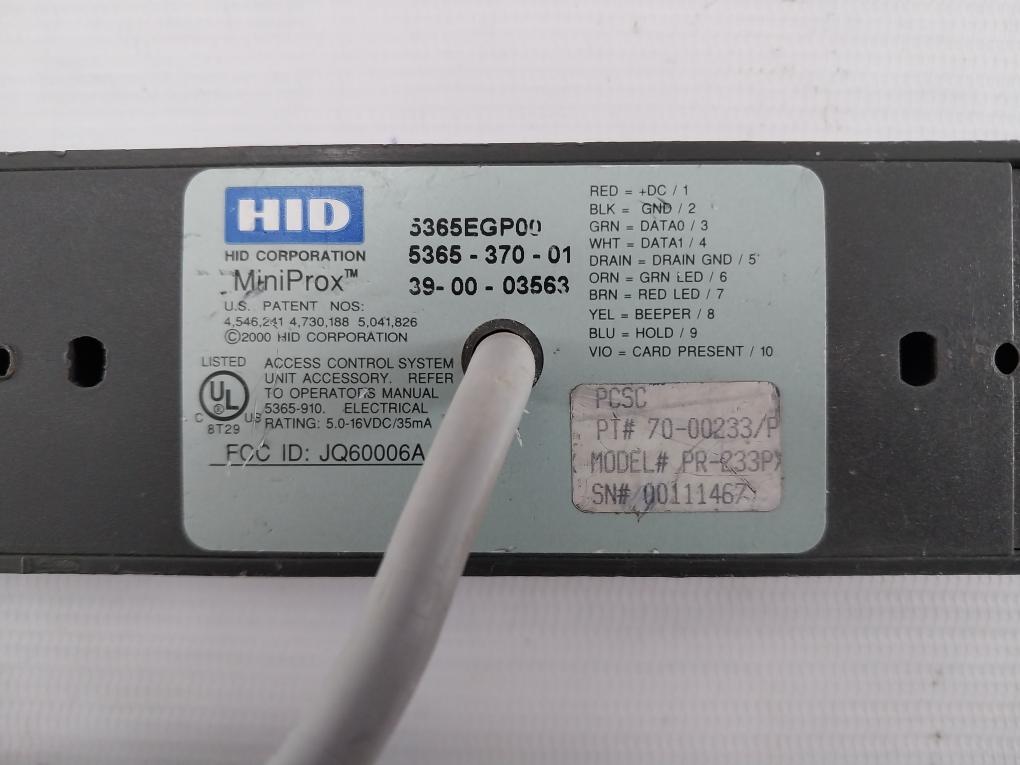 HID
HID CORPORATION
MiniProx™
U.S. PATENT NOS:
4,546,241 4,730,188 5,041,826
©2000 HID CORPORATION
5365EGP00
5365 - 370 - 01
39- 00 - 03563
LISTED
UL
®
C US
8T29
ACCESS CONTROL SYSTEM
UNIT ACCESSORY. REFER
TO OPERATORS MANUAL
5365-910. ELECTRICAL
RATING: 5.0-16VDC/35mA
FCC ID: JQ60006A
RED = +DC / 1
BLK = GND / 2
GRN = DATA0 / 3
WHT = DATA1 / 4
DRAIN = DRAIN GND / 5
ORN = GRN LED / 6
BRN = RED LED / 7
YEL = BEEPER / 8
BLU = HOLD / 9
VIO = CARD PRESENT / 10
PCSC
PT# 70-00233/P
MODEL# PR-233P
SN# 00111467